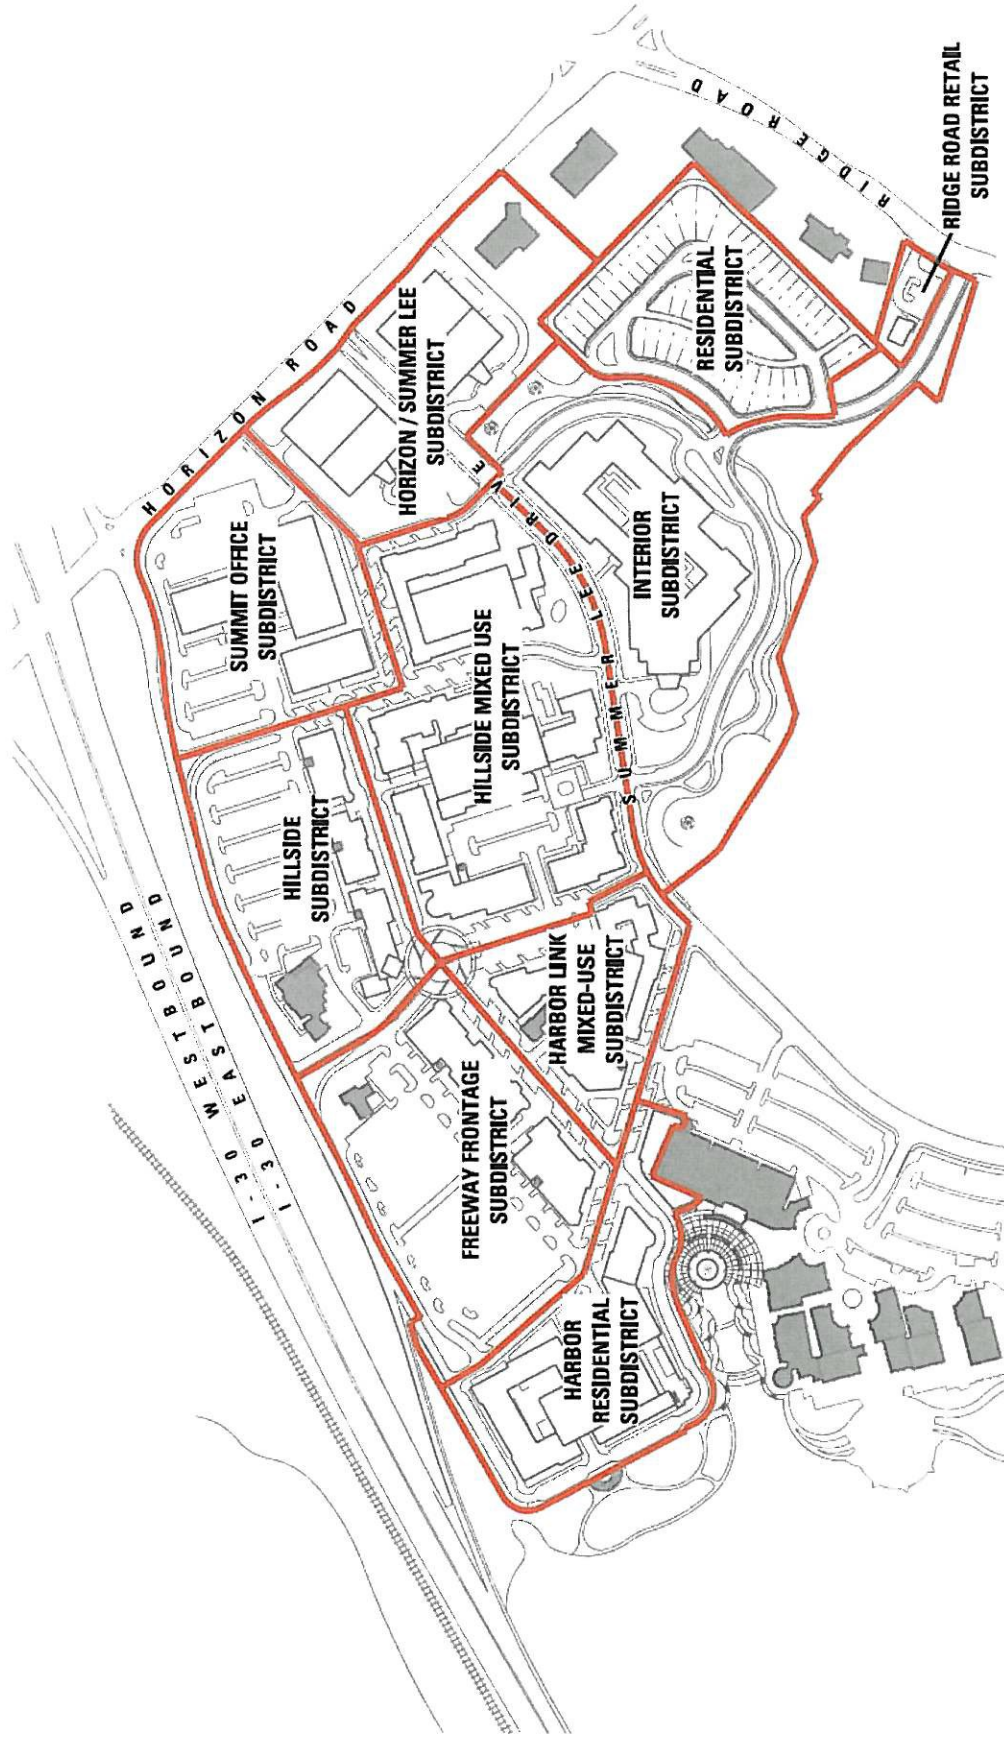 I-30 WESTBOUND
I-30 EASTBOUND
HORIZON ROAD
RIDGE ROAD
SUMMER LEE DRIVE
HARBOR
RESIDENTIAL
SUBDISTRICT
FREEWAY FRONTAGE
SUBDISTRICT
HARBOR LINK
MIXED-USE
SUBDISTRICT
HILLSIDE
SUBDISTRICT
HILLSIDE MIXED USE
SUBDISTRICT
SUMMIT OFFICE
SUBDISTRICT
INTERIOR
SUBDISTRICT
HORIZON / SUMMER LEE
SUBDISTRICT
RESIDENTIAL
SUBDISTRICT
RIDGE ROAD RETAIL
SUBDISTRICT